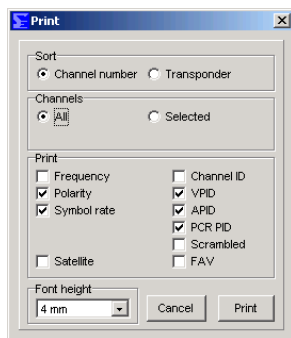 Print
Sort
Channel number Transponder
Channels
All Selected
Print
Frequency Channel ID
Polarity VPID
Symbol rate APID
PCR PID
Scrambled
Satellite FAV
Font height
4 mm Cancel Print